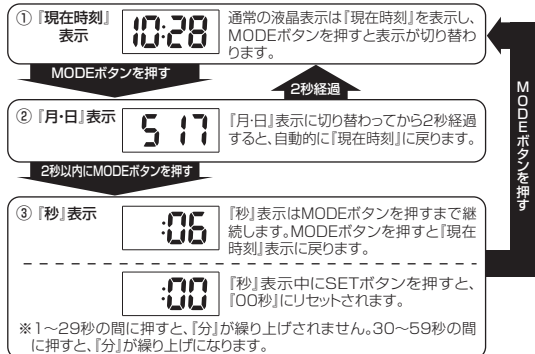 ① 『現在時刻』
表示
10:28
通常の液晶表示は『現在時刻』を表示し、
MODEボタンを押すと表示が切り替わ
ります。
MODEボタンを押す
2秒経過
② 『月・日』表示
5 17
『月・日』表示に切り替わってから2秒経過
すると、自動的に『現在時刻』に戻ります。
2秒以内にMODEボタンを押す
③ 『秒』表示
:06
『秒』表示はMODEボタンを押すまで継
続します。MODEボタンを押すと『現在
時刻』表示に戻ります。
:00
『秒』表示中にSETボタンを押すと、
『00秒』にリセットされます。
※1～29秒の間に押すと、『分』が繰り上げされません。30～59秒の間
に押すと、『分』が繰り上げになります。
MODEボタンを押す